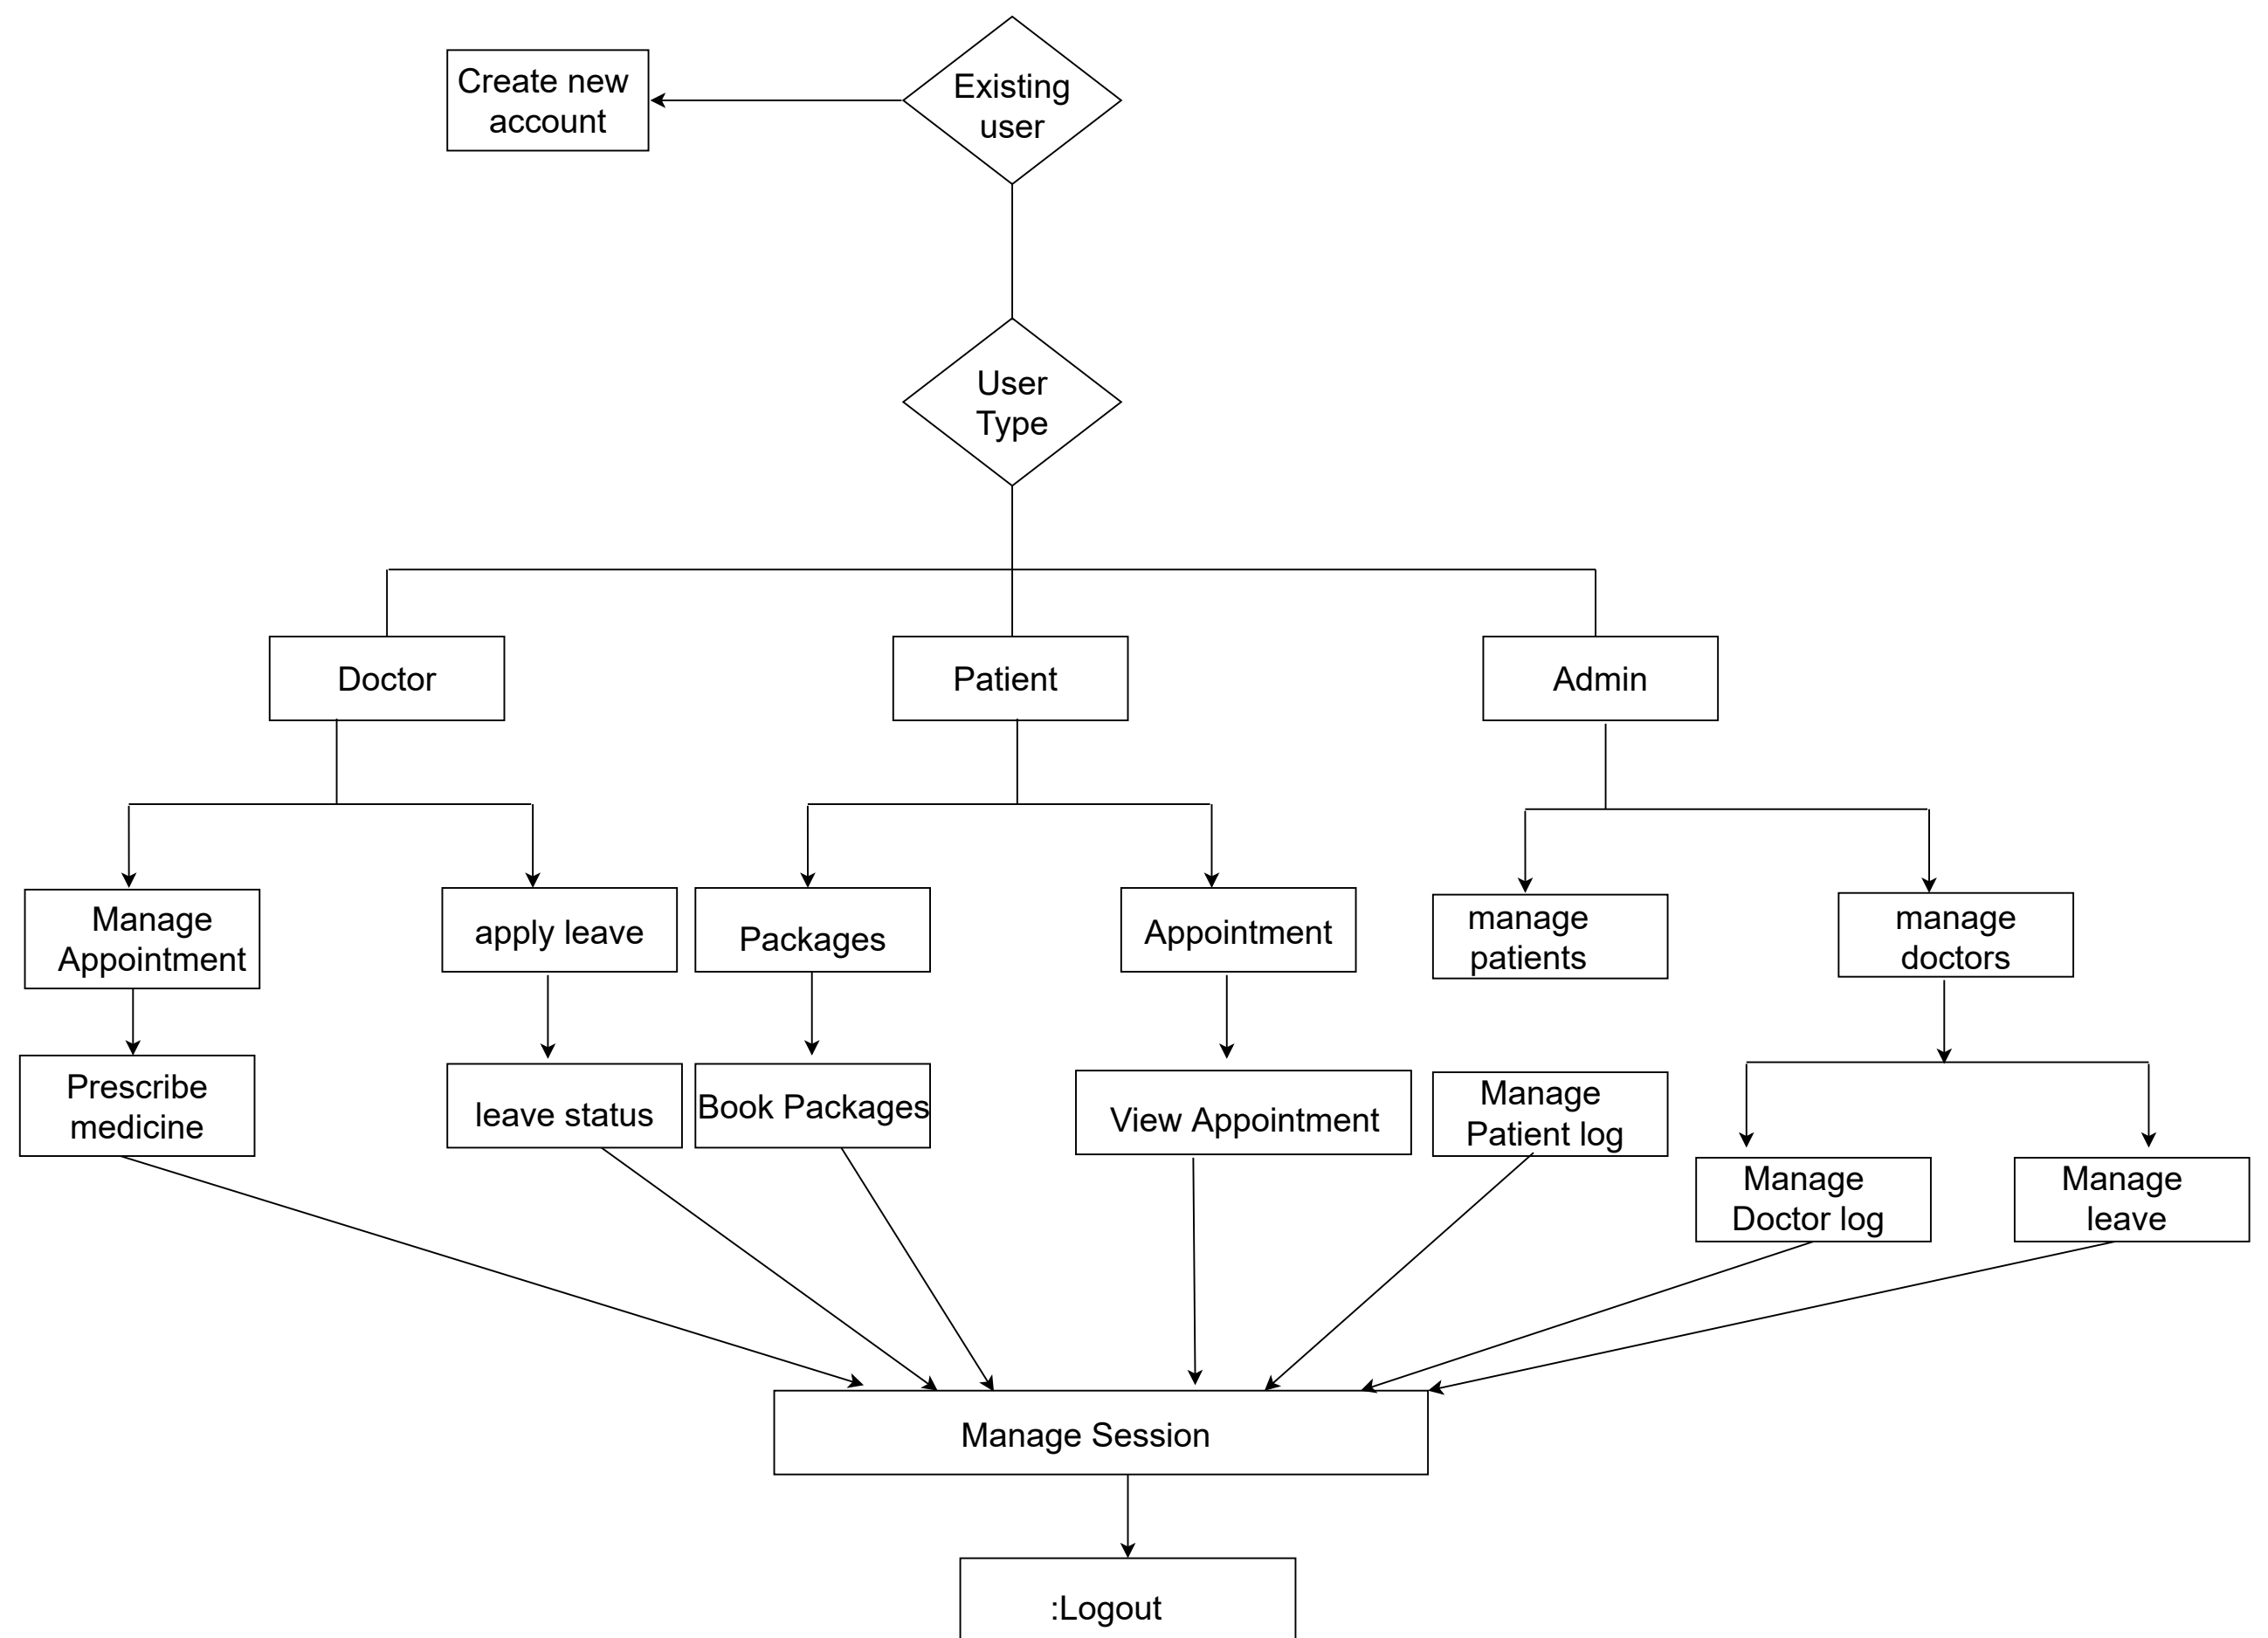 Create new
account
Existing
user
User
Type
Doctor
Patient
Admin
Manage
Appointment
apply leave
Packages
Appointment
manage
patients
manage
doctors
Prescribe
medicine
leave status
Book Packages
View Appointment
Manage
Patient log
Manage
Doctor log
Manage
leave
Manage Session
:Logout